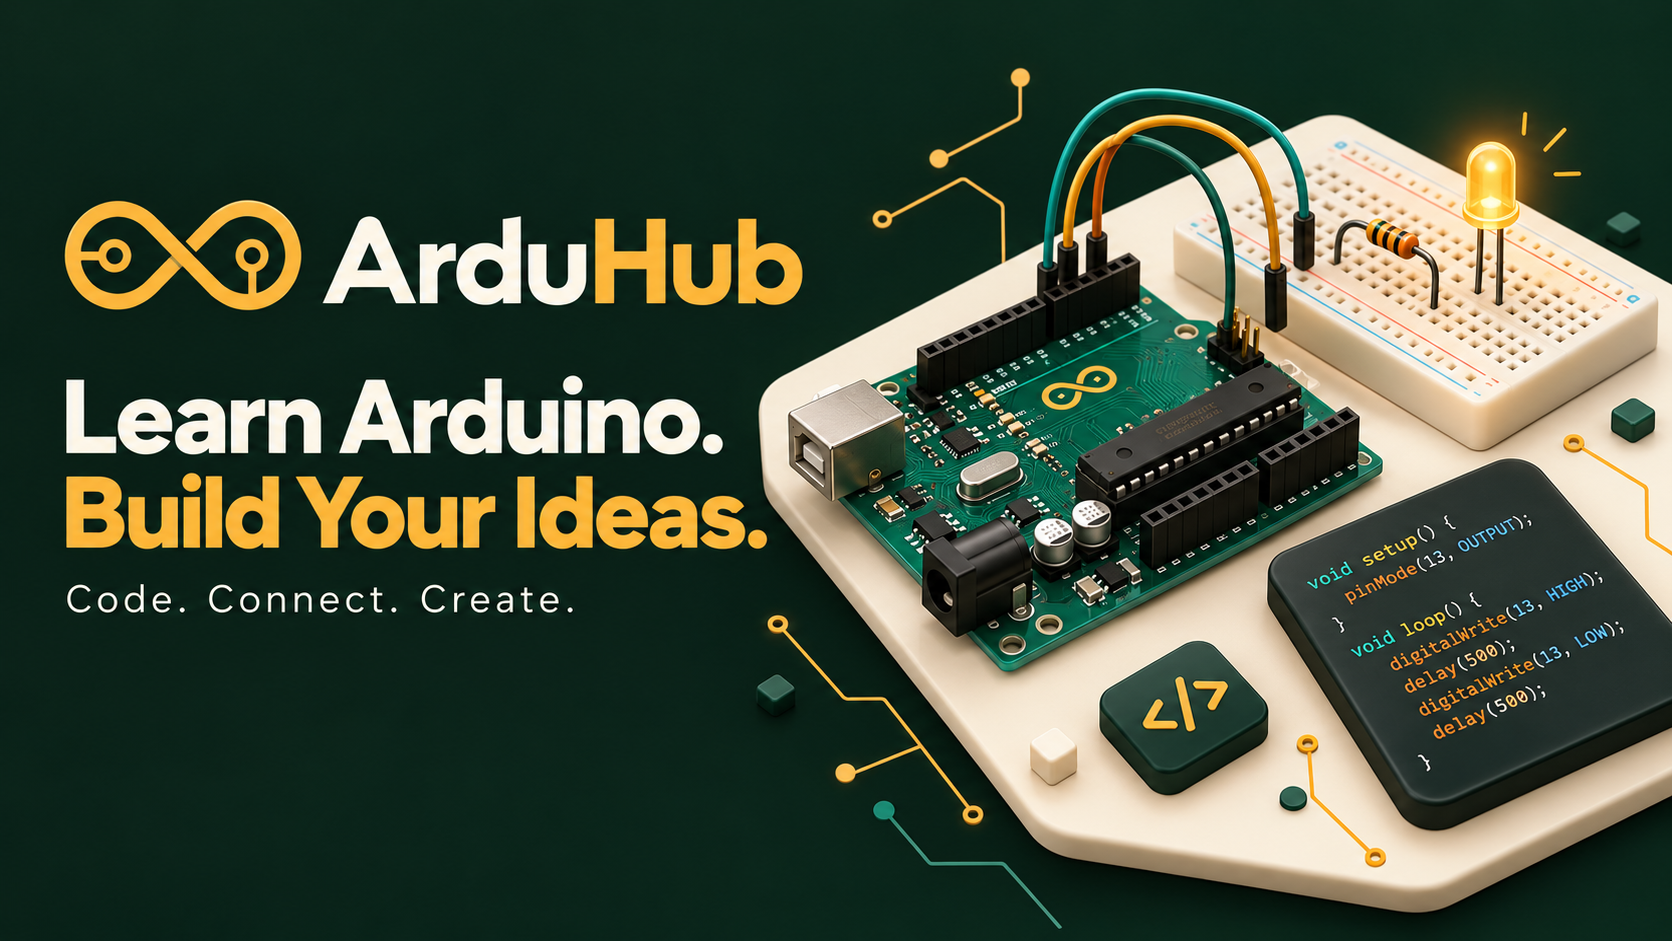 ArduHub
Learn Arduino.
Build Your Ideas.
Code. Connect. Create.
void setup() {
pinMode(13, OUTPUT);
}
void loop() {
digitalWrite(13, HIGH);
delay(500);
digitalWrite(13, LOW);
delay(500);
}
</>